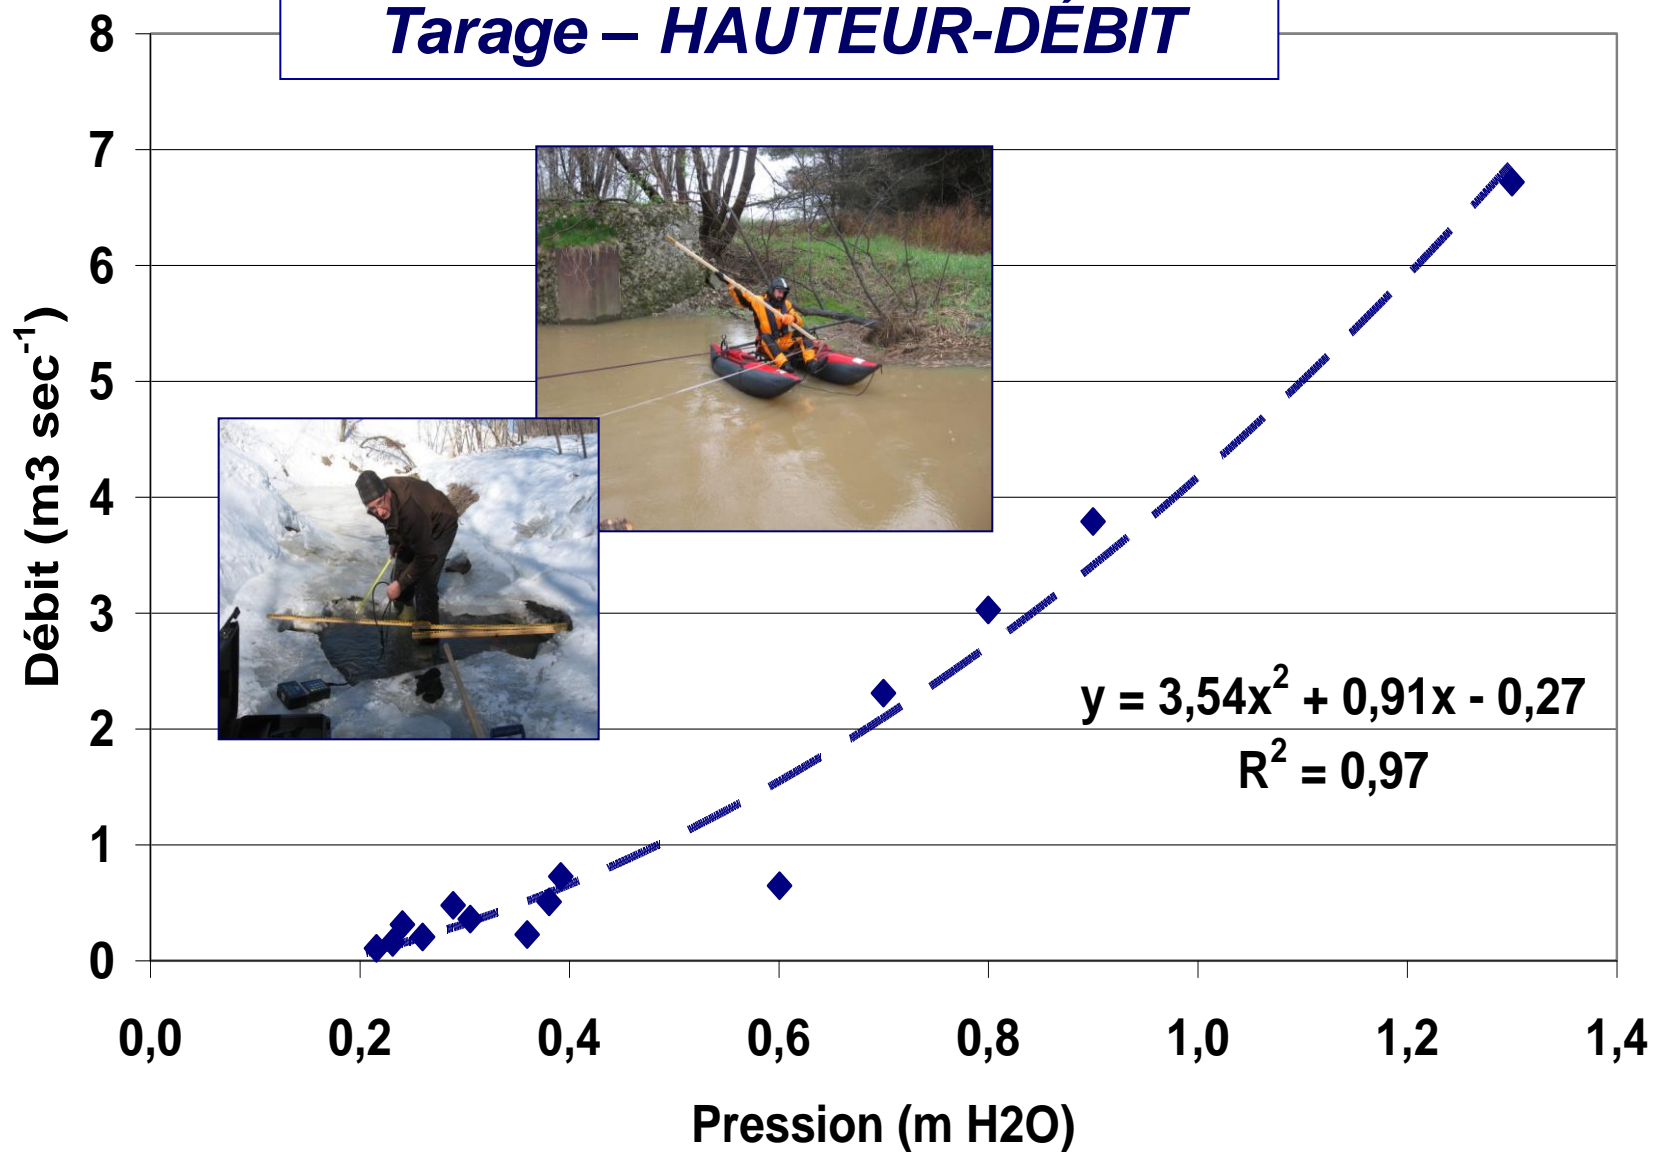 Tarage – HAUTEUR-DÉBIT
8
7
6
5
4
3
2
1
0
Débit (m3 sec⁻¹)
y = 3,54x² + 0,91x - 0,27
R² = 0,97
0,0 0,2 0,4 0,6 0,8 1,0 1,2 1,4
Pression (m H2O)